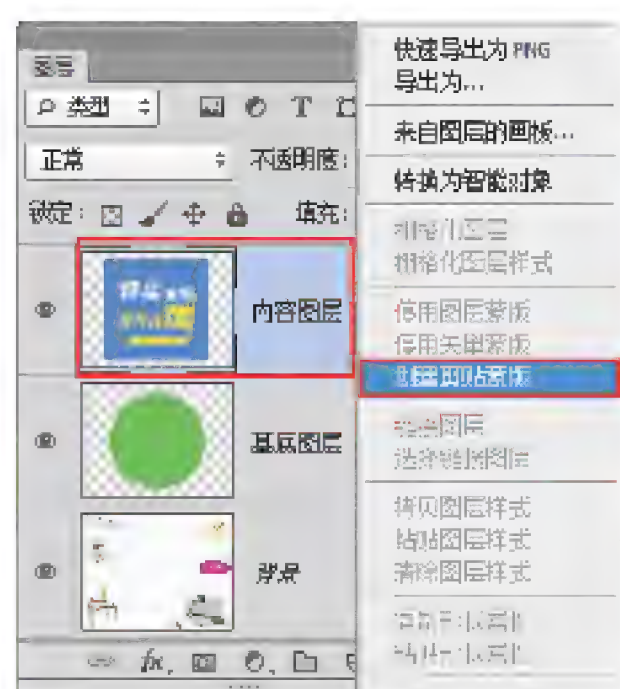 图层
类型
T
正常
不透明度:
锁定:
填充:
内容图层
基底图层
背景
fx
快速导出为 PNG
导出为...
来自图层的画板...
转换为智能对象
栅格化图层
栅格化图层样式
停用图层蒙版
停用矢量蒙版
创建剪贴蒙版
链接图层
选择链接图层
拷贝图层样式
粘贴图层样式
清除图层样式